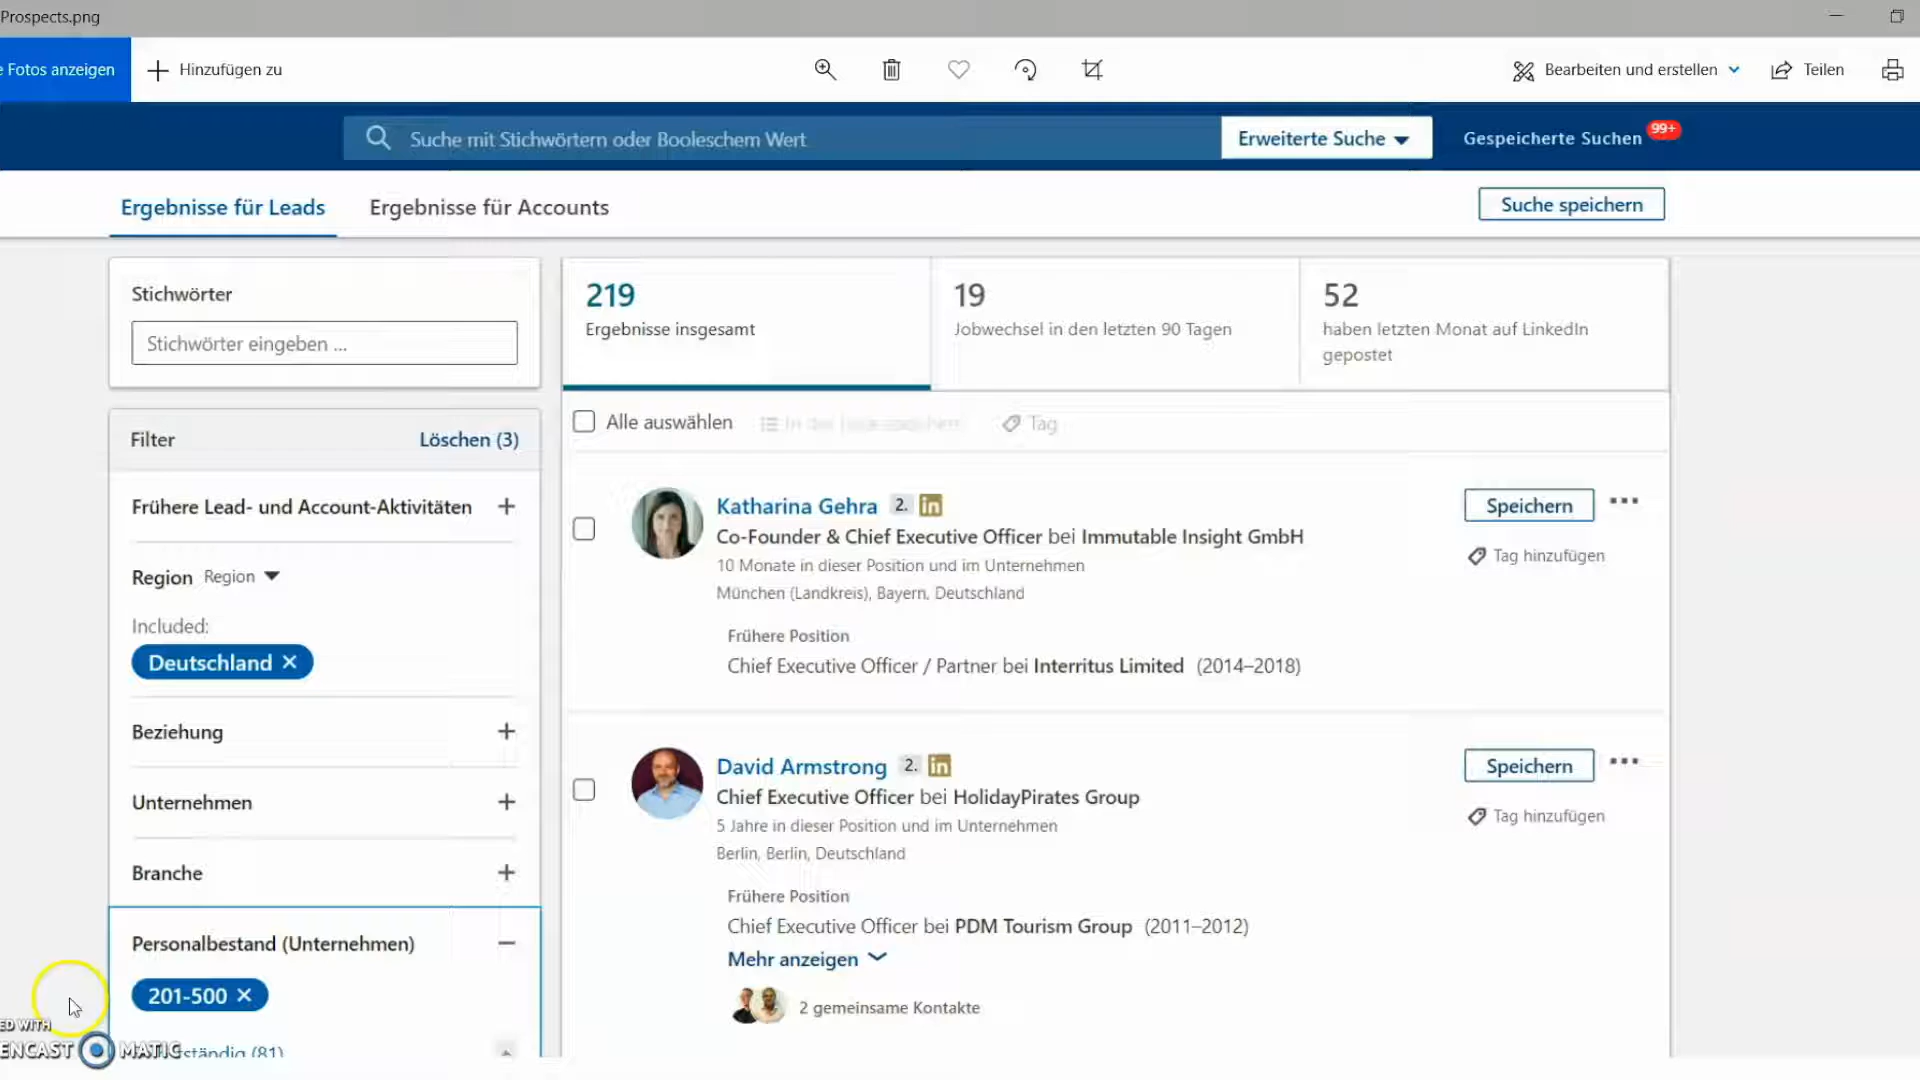 Prospects.png
Fotos anzeigen
Hinzufügen zu
Bearbeiten und erstellen
Teilen
Suche mit Stichwörtern oder Booleschem Wert
Erweiterte Suche
Gespeicherte Suchen 99+
Ergebnisse für Leads
Ergebnisse für Accounts
Suche speichern
Stichwörter
Stichwörter eingeben ...
Filter
Löschen (3)
Frühere Lead- und Account-Aktivitäten
Region Region
Included:
Deutschland
Beziehung
Unternehmen
Branche
Personalbestand (Unternehmen)
201-500
219
Ergebnisse insgesamt
19
Jobwechsel in den letzten 90 Tagen
52
haben letzten Monat auf LinkedIn
gepostet
Alle auswählen
Tag
Katharina Gehra 2. in
Co-Founder & Chief Executive Officer bei Immutable Insight GmbH
10 Monate in dieser Position und im Unternehmen
München (Landkreis), Bayern, Deutschland
Frühere Position
Chief Executive Officer / Partner bei Interritus Limited (2014–2018)
Speichern
Tag hinzufügen
David Armstrong 2. in
Chief Executive Officer bei HolidayPirates Group
5 Jahre in dieser Position und im Unternehmen
Berlin, Berlin, Deutschland
Frühere Position
Chief Executive Officer bei PDM Tourism Group (2011–2012)
Mehr anzeigen
2 gemeinsame Kontakte
Speichern
Tag hinzufügen
ED WITH
ENCAST MATIC
(81)